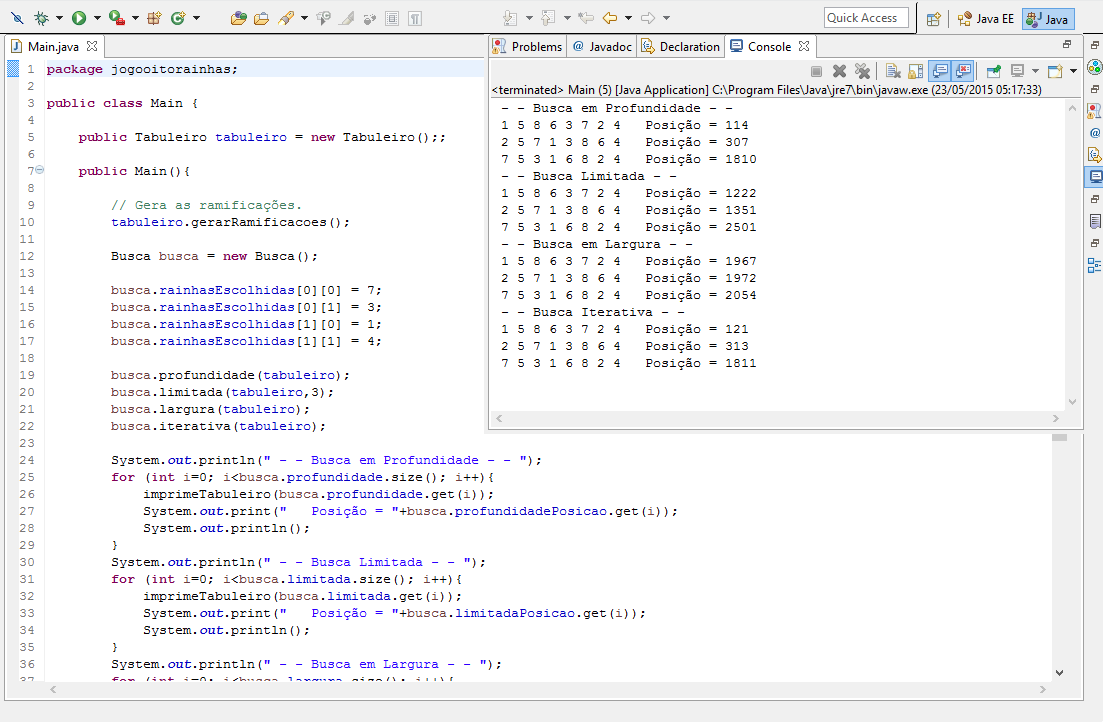 Quick Access
Java EE
Java
Main.java
1 package jogooitorainhas;
2
3 public class Main {
4
5 public Tabuleiro tabuleiro = new Tabuleiro();;
6
7 public Main(){
8
9 // Gera as ramificações.
10 tabuleiro.gerarRamificacoes();
11
12 Busca busca = new Busca();
13
14 busca.rainhasEscolhidas[0][0] = 7;
15 busca.rainhasEscolhidas[0][1] = 3;
16 busca.rainhasEscolhidas[1][0] = 1;
17 busca.rainhasEscolhidas[1][1] = 4;
18
19 busca.profundidade(tabuleiro);
20 busca.limitada(tabuleiro,3);
21 busca.largura(tabuleiro);
22 busca.iterativa(tabuleiro);
23
24 System.out.println(" - - Busca em Profundidade - - ");
25 for (int i=0; i<busca.profundidade.size(); i++){
26 imprimeTabuleiro(busca.profundidade.get(i));
27 System.out.print("   Posição = "+busca.profundidadePosicao.get(i));
28 System.out.println();
29 }
30 System.out.println(" - - Busca Limitada - - ");
31 for (int i=0; i<busca.limitada.size(); i++){
32 imprimeTabuleiro(busca.limitada.get(i));
33 System.out.print("   Posição = "+busca.limitadaPosicao.get(i));
34 System.out.println();
35 }
36 System.out.println(" - - Busca em Largura - - ");
37 for (int i=0; i<busca.largura.size(); i++){
Problems @ Javadoc Declaration Console
<terminated> Main (5) [Java Application] C:\Program Files\Java\jre7\bin\javaw.exe (23/05/2015 05:17:33)
- - Busca em Profundidade - -
1 5 8 6 3 7 2 4   Posição = 114
2 5 7 1 3 8 6 4   Posição = 307
7 5 3 1 6 8 2 4   Posição = 1810
- - Busca Limitada - -
1 5 8 6 3 7 2 4   Posição = 1222
2 5 7 1 3 8 6 4   Posição = 1351
7 5 3 1 6 8 2 4   Posição = 2501
- - Busca em Largura - -
1 5 8 6 3 7 2 4   Posição = 1967
2 5 7 1 3 8 6 4   Posição = 1972
7 5 3 1 6 8 2 4   Posição = 2054
- - Busca Iterativa - -
1 5 8 6 3 7 2 4   Posição = 121
2 5 7 1 3 8 6 4   Posição = 313
7 5 3 1 6 8 2 4   Posição = 1811